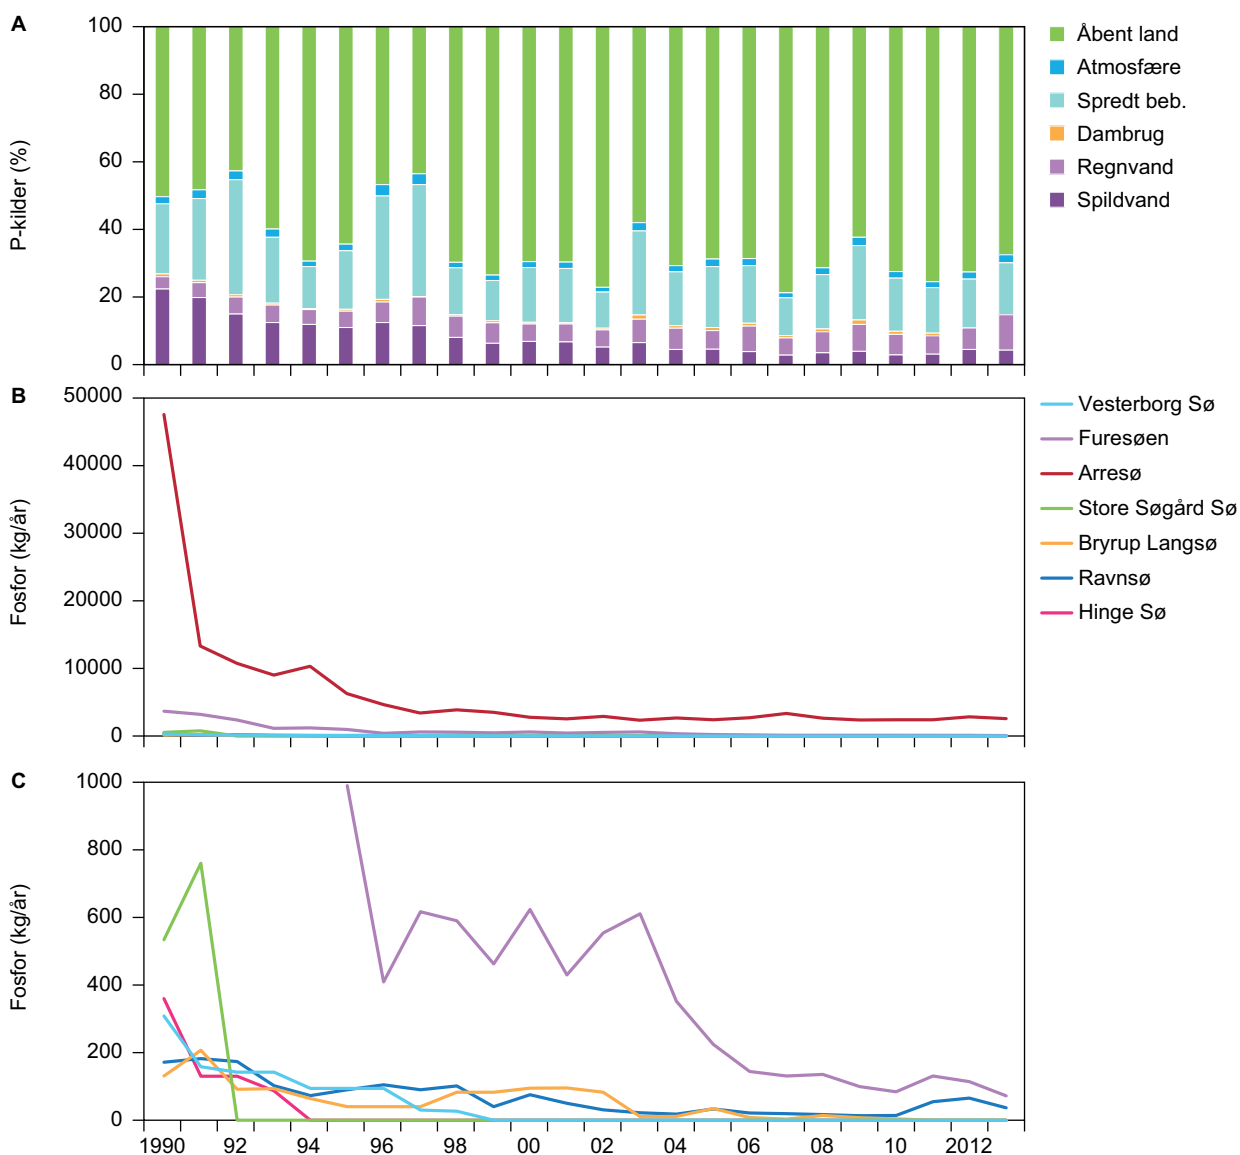 A
P-kilder (%)
100
80
60
40
20
0
Åbent land
Atmosfære
Spredt beb.
Dambrug
Regnvand
Spildvand
B
Fosfor (kg/år)
50000
40000
30000
20000
10000
0
Vesterborg Sø
Furesøen
Arresø
Store Søgård Sø
Bryrup Langsø
Ravnsø
Hinge Sø
C
Fosfor (kg/år)
1000
800
600
400
200
0
1990 92 94 96 98 00 02 04 06 08 10 2012